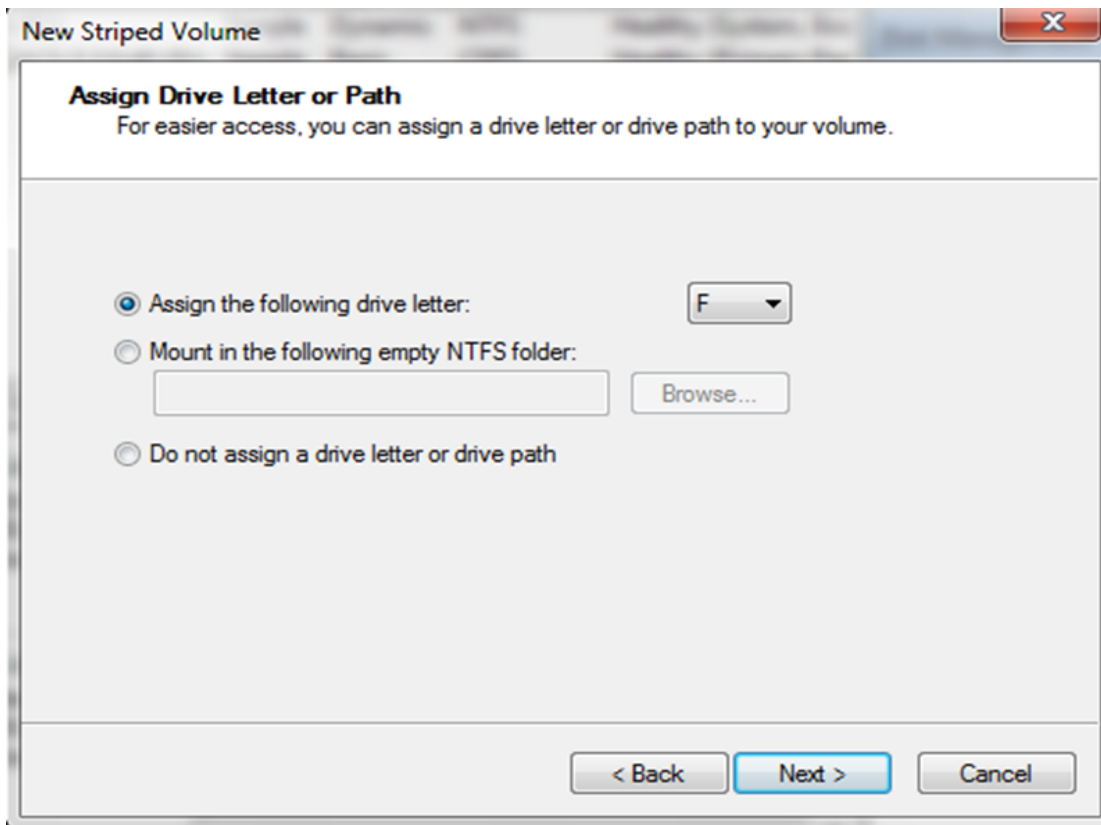 New Striped Volume
Assign Drive Letter or Path
For easier access, you can assign a drive letter or drive path to your volume.
Assign the following drive letter: F
Mount in the following empty NTFS folder:
Browse...
Do not assign a drive letter or drive path
< Back Next > Cancel